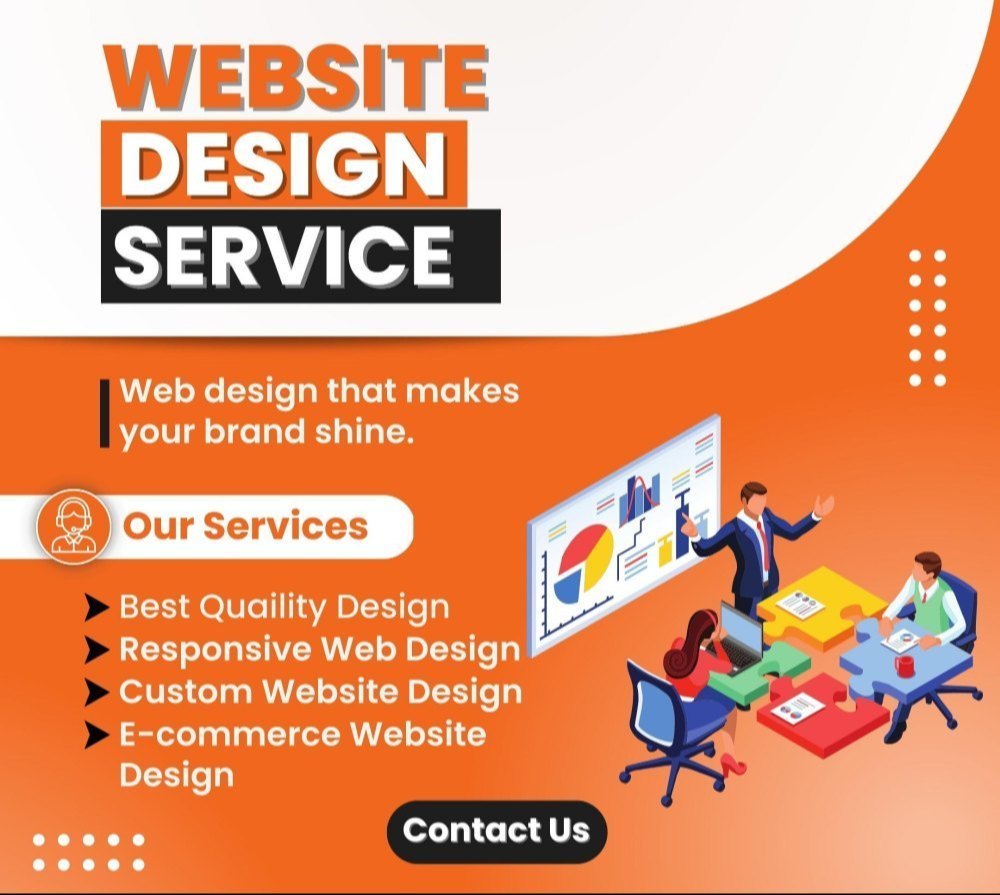 WEBSITE
DESIGN
SERVICE
Web design that makes
your brand shine.
Our Services
Best Quaility Design
Responsive Web Design
Custom Website Design
E-commerce Website
Design
Contact Us